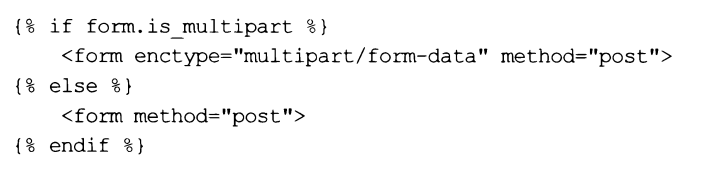 {% if form.is_multipart %}
    <form enctype="multipart/form-data" method="post">
{% else %}
    <form method="post">
{% endif %}